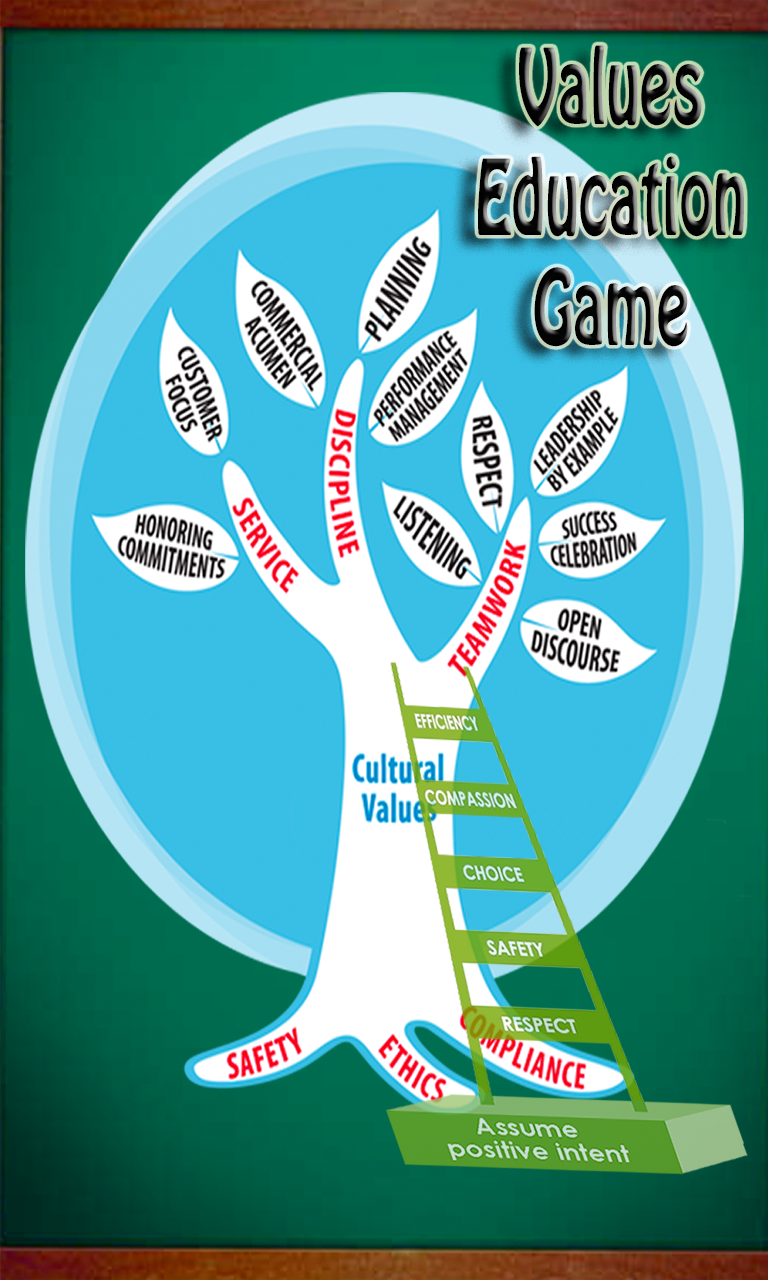 Values
Education
Game
PLANNING
COMMERCIAL
ACUMEN
CUSTOMER
FOCUS
PERFORMANCE
MANAGEMENT
DISCIPLINE
RESPECT
LEADERSHIP
BY EXAMPLE
HONORING
COMMITMENTS
SERVICE
LISTENING
SUCCESS
CELEBRATION
TEAMWORK
OPEN
DISCOURSE
Cultural
Values
EFFICIENCY
COMPASSION
CHOICE
SAFETY
RESPECT
SAFETY
ETHICS
COMPLIANCE
Assume
positive intent